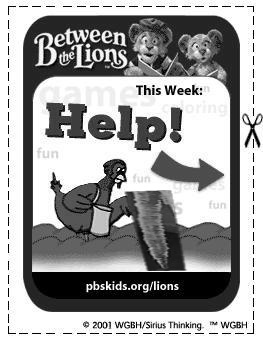 Between
the Lions™
This Week:
games
coloring
Help!
fun
fun
games
fun
pbskids.org/lions
© 2001 WGBH/Sirius Thinking. ™ WGBH